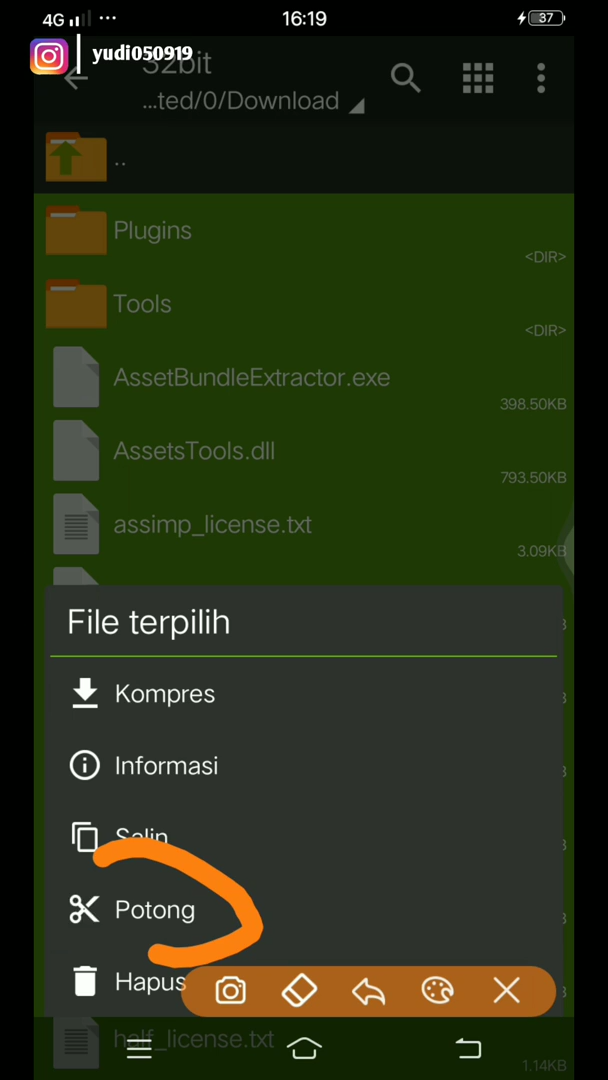 4G
16:19
37
yudi050919
32bit
...ted/0/Download
..
Plugins
<DIR>
Tools
<DIR>
AssetBundleExtractor.exe
398.50KB
AssetsTools.dll
793.50KB
assimp_license.txt
3.09KB
File terpilih
Kompres
Informasi
Salin
Potong
Hapus
half_license.txt
1.14KB